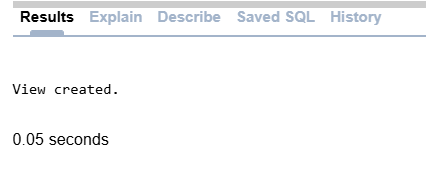 Results Explain Describe Saved SQL History
View created.
0.05 seconds